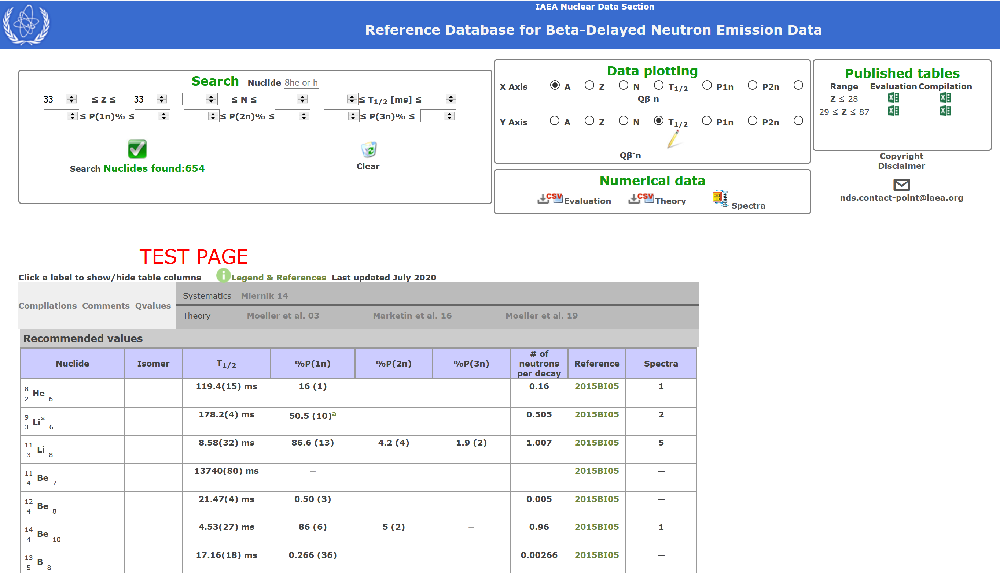 IAEA Nuclear Data Section
Reference Database for Beta-Delayed Neutron Emission Data
Search Nuclide 8he or h
33 ≤ Z ≤ 33 ≤ N ≤ ≤ T1/2 [ms] ≤
≤ P(1n)% ≤ ≤ P(2n)% ≤ ≤ P(3n)% ≤
Search Nuclides found:654
Clear
Data plotting
X Axis A Z N T1/2 P1n P2n
Qβ⁻n
Y Axis A Z N T1/2 P1n P2n
Qβ⁻n
Numerical data
CSV Evaluation CSV Theory Spectra
Published tables
Range Evaluation Compilation
Z ≤ 28
29 ≤ Z ≤ 87
Copyright
Disclaimer
nds.contact-point@iaea.org
TEST PAGE
Click a label to show/hide table columns i Legend & References Last updated July 2020
Compilations Comments Qvalues
Systematics Miernik 14
Theory Moeller et al. 03 Marketin et al. 16 Moeller et al. 19
Recommended values
Nuclide Isomer T1/2 %P(1n) %P(2n) %P(3n) # of neutrons per decay Reference Spectra
8 2 He 6 119.4(15) ms 16 (1) — — 0.16 2015BI05 1
9 3 Li* 6 178.2(4) ms 50.5 (10)a 0.505 2015BI05 2
11 3 Li 8 8.58(32) ms 86.6 (13) 4.2 (4) 1.9 (2) 1.007 2015BI05 5
11 4 Be 7 13740(80) ms — 2015BI05 —
12 4 Be 8 21.47(4) ms 0.50 (3) 0.005 2015BI05 —
14 4 Be 10 4.53(27) ms 86 (6) 5 (2) — 0.96 2015BI05 1
13 5 B 8 17.16(18) ms 0.266 (36) 0.00266 2015BI05 —